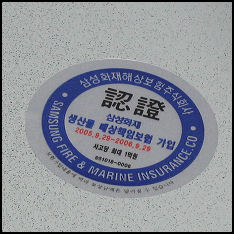 삼성화재해상보험주식회사
認證
삼성화재
생산물 배상책임보험 가입
2005.9.29~2006.9.29
사고당 최대 1억원
SAMSUNG FIRE & MARINE INSURANCE.CO